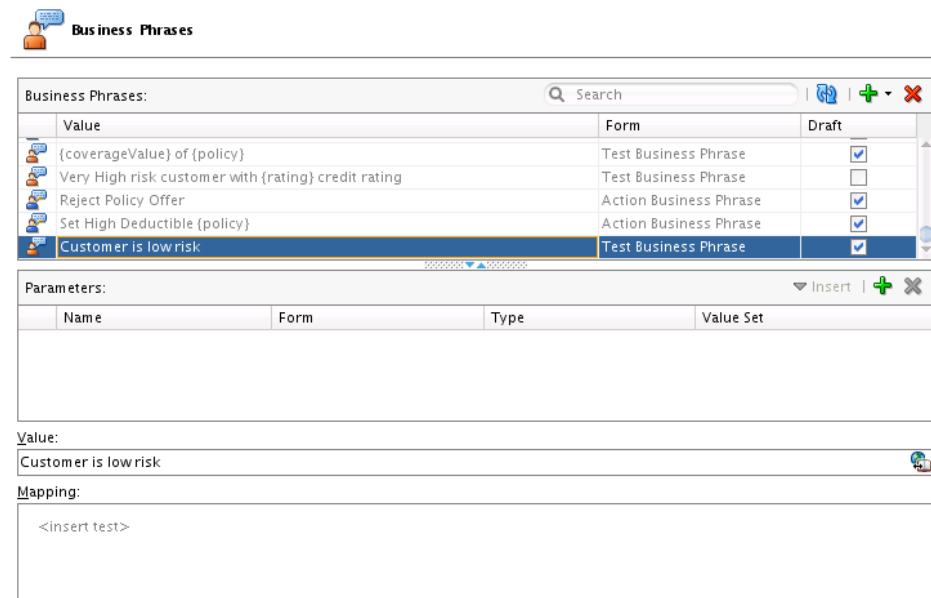 Business Phrases
Business Phrases:
Search
Value Form Draft
{coverageValue} of {policy} Test Business Phrase
Very High risk customer with {rating} credit rating Test Business Phrase
Reject Policy Offer Action Business Phrase
Set High Deductible {policy} Action Business Phrase
Customer is low risk Test Business Phrase
Parameters: Insert
Name Form Type Value Set
Value:
Customer is low risk
Mapping:
<insert test>